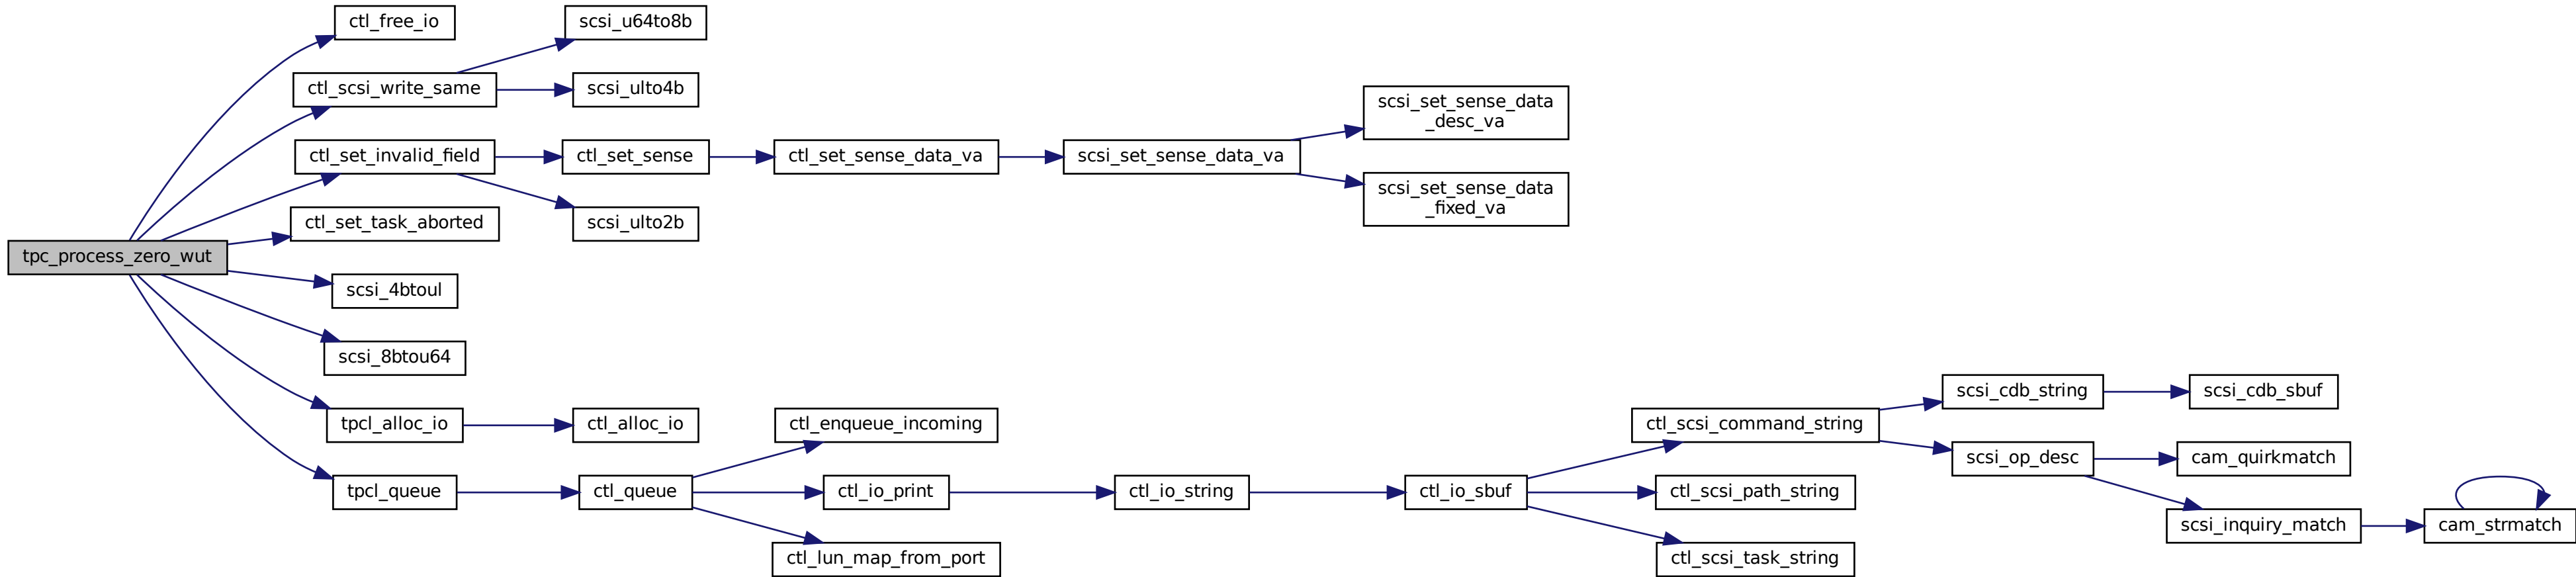 ctl_free_io
scsi_u64to8b
ctl_scsi_write_same
scsi_ulto4b
scsi_set_sense_data
_desc_va
ctl_set_invalid_field
ctl_set_sense
ctl_set_sense_data_va
scsi_set_sense_data_va
scsi_set_sense_data
_fixed_va
ctl_set_task_aborted
scsi_ulto2b
tpc_process_zero_wut
scsi_4btoul
scsi_8btou64
scsi_cdb_string
scsi_cdb_sbuf
tpcl_alloc_io
ctl_alloc_io
ctl_enqueue_incoming
ctl_scsi_command_string
scsi_op_desc
cam_quirkmatch
tpcl_queue
ctl_queue
ctl_io_print
ctl_io_string
ctl_io_sbuf
ctl_scsi_path_string
scsi_inquiry_match
cam_strmatch
ctl_lun_map_from_port
ctl_scsi_task_string